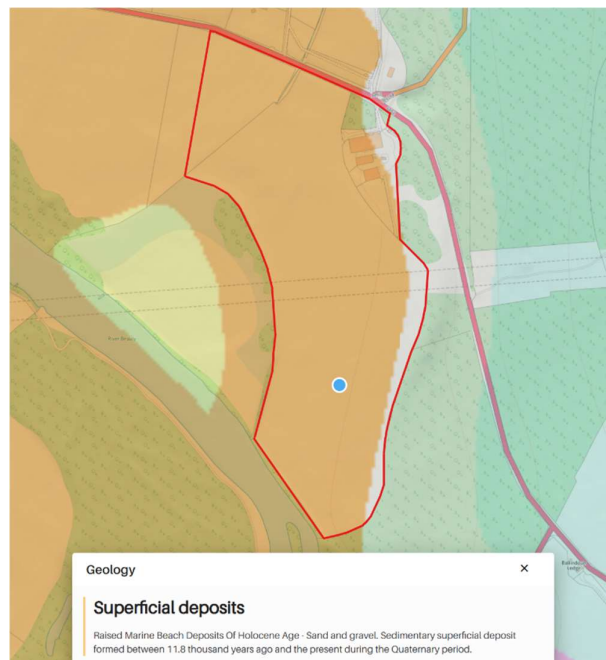 Geology
Superficial deposits
Raised Marine Beach Deposits Of Holocene Age - Sand and gravel. Sedimentary superficial deposit
formed between 11.8 thousand years ago and the present during the Quaternary period.